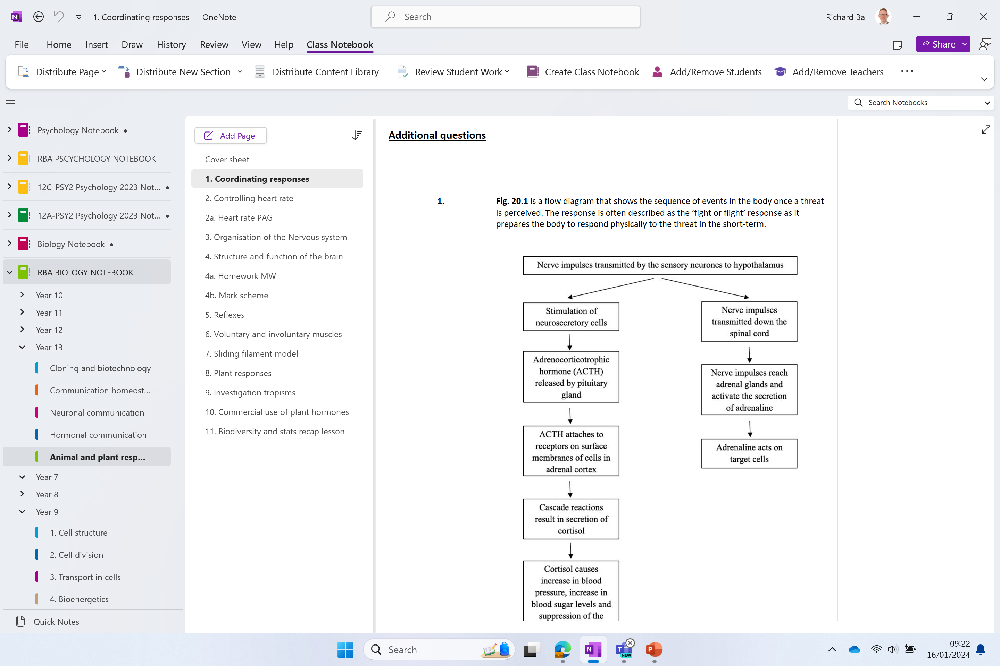 1. Coordinating responses - OneNote
Search
Richard Ball
File Home Insert Draw History Review View Help Class Notebook
Share
Distribute Page Distribute New Section Distribute Content Library Review Student Work Create Class Notebook Add/Remove Students Add/Remove Teachers
Search Notebooks
Psychology Notebook
RBA PSCYCHOLOGY NOTEBOOK
12C-PSY2 Psychology 2023 Not...
12A-PSY2 Psychology 2023 Not...
Biology Notebook
RBA BIOLOGY NOTEBOOK
Year 10
Year 11
Year 12
Year 13
Cloning and biotechnology
Communication homeost...
Neuronal communication
Hormonal communication
Animal and plant resp...
Year 7
Year 8
Year 9
1. Cell structure
2. Cell division
3. Transport in cells
4. Bioenergetics
Quick Notes
Add Page
Cover sheet
1. Coordinating responses
2. Controlling heart rate
2a. Heart rate PAG
3. Organisation of the Nervous system
4. Structure and function of the brain
4a. Homework MW
4b. Mark scheme
5. Reflexes
6. Voluntary and involuntary muscles
7. Sliding filament model
8. Plant responses
9. Investigation tropisms
10. Commercial use of plant hormones
11. Biodiversity and stats recap lesson
Additional questions
1. Fig. 20.1 is a flow diagram that shows the sequence of events in the body once a threat
is perceived. The response is often described as the ‘fight or flight’ response as it
prepares the body to respond physically to the threat in the short-term.
Nerve impulses transmitted by the sensory neurones to hypothalamus
Stimulation of
neurosecretory cells
Adrenocorticotrophic
hormone (ACTH)
released by pituitary
gland
ACTH attaches to
receptors on surface
membranes of cells in
adrenal cortex
Cascade reactions
result in secretion of
cortisol
Cortisol causes
increase in blood
pressure, increase in
blood sugar levels and
suppression of the
Nerve impulses
transmitted down the
spinal cord
Nerve impulses reach
adrenal glands and
activate the secretion
of adrenaline
Adrenaline acts on
target cells
Search
NEW
09:22
16/01/2024